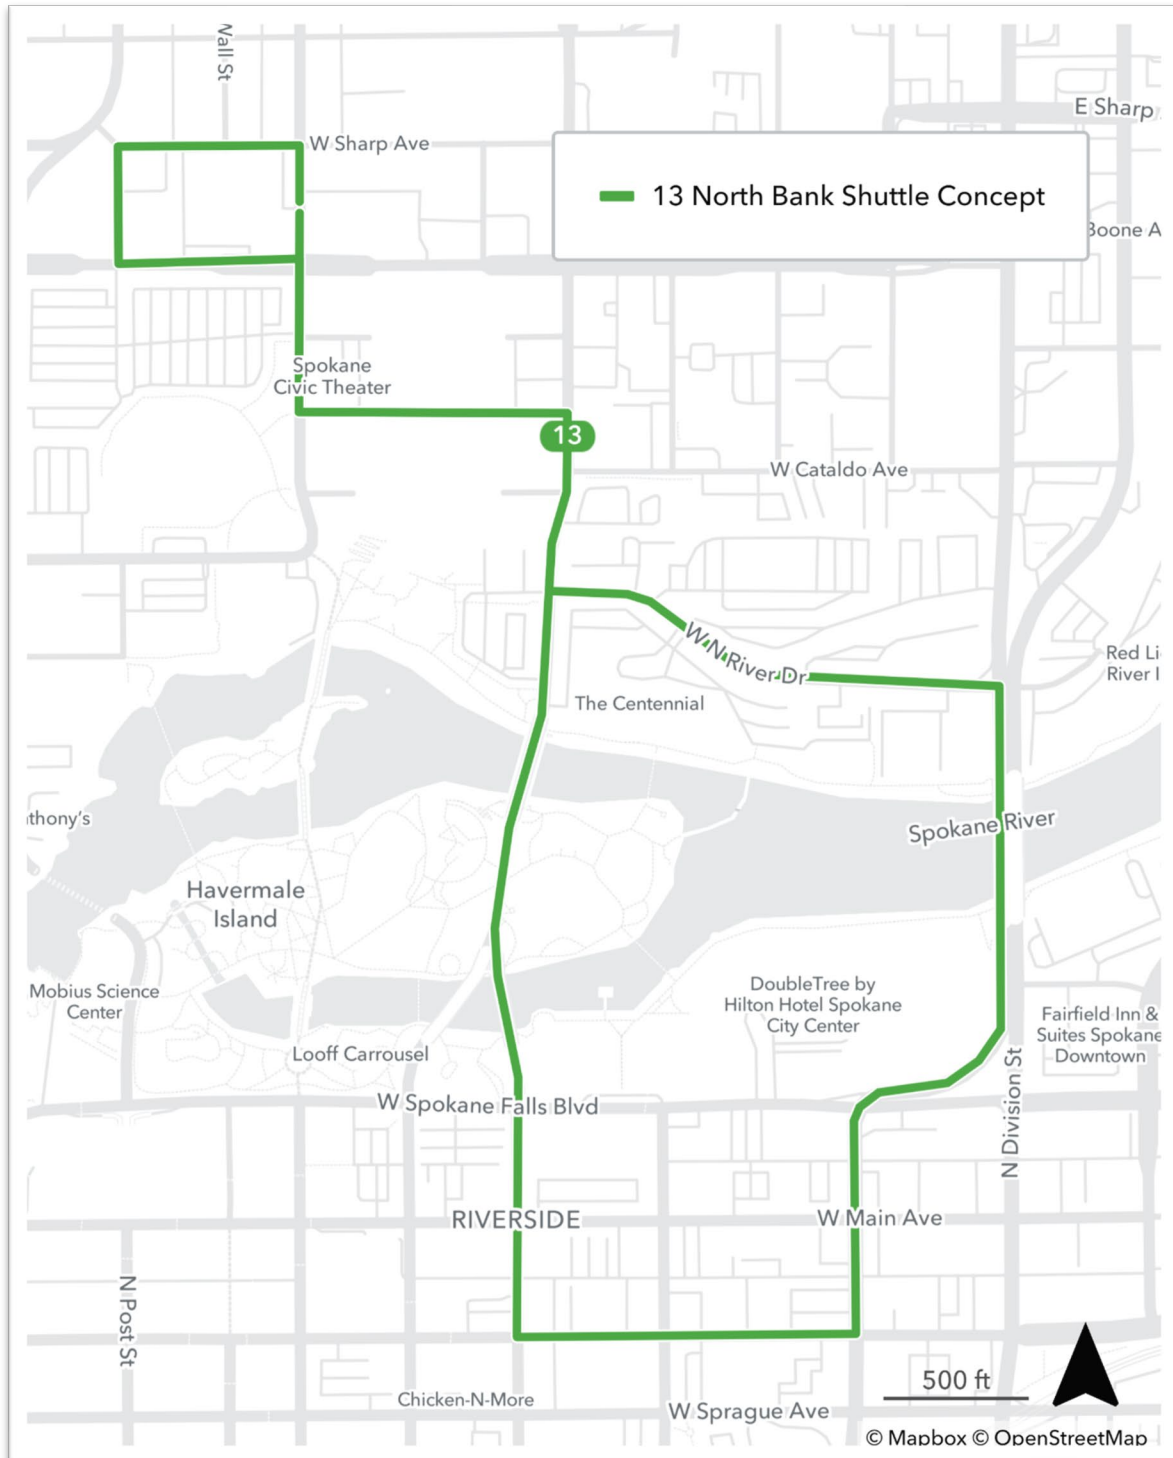 Wall St
E Sharp
W Sharp Ave
13 North Bank Shuttle Concept
Boone A
Spokane
Civic Theater
13
W Cataldo Ave
W N River Dr
Red Li
River I
The Centennial
thony's
Spokane River
Havermale
Island
Mobius Science
Center
DoubleTree by
Hilton Hotel Spokane
City Center
Fairfield Inn &
Suites Spokane
Downtown
Looff Carrousel
W Spokane Falls Blvd
N Division St
RIVERSIDE
W Main Ave
N Post St
500 ft
Chicken-N-More
W Sprague Ave
© Mapbox © OpenStreetMap